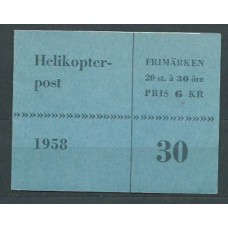 Helikopter-
post
1958
FRIMÄRKEN
20 st. à 30 öre
PRIS 6 KR
30